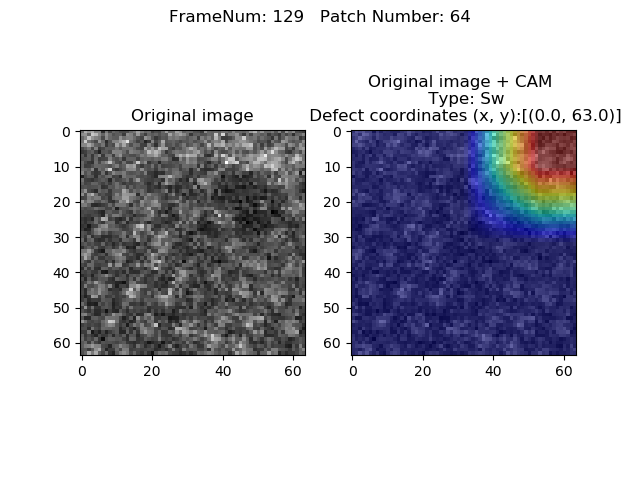 FrameNum: 129   Patch Number: 64
Original image
Original image + CAM
Type: Sw
Defect coordinates (x, y):[(0.0, 63.0)]
0
10
20
30
40
50
60
0 20 40 60
0
10
20
30
40
50
60
0 20 40 60